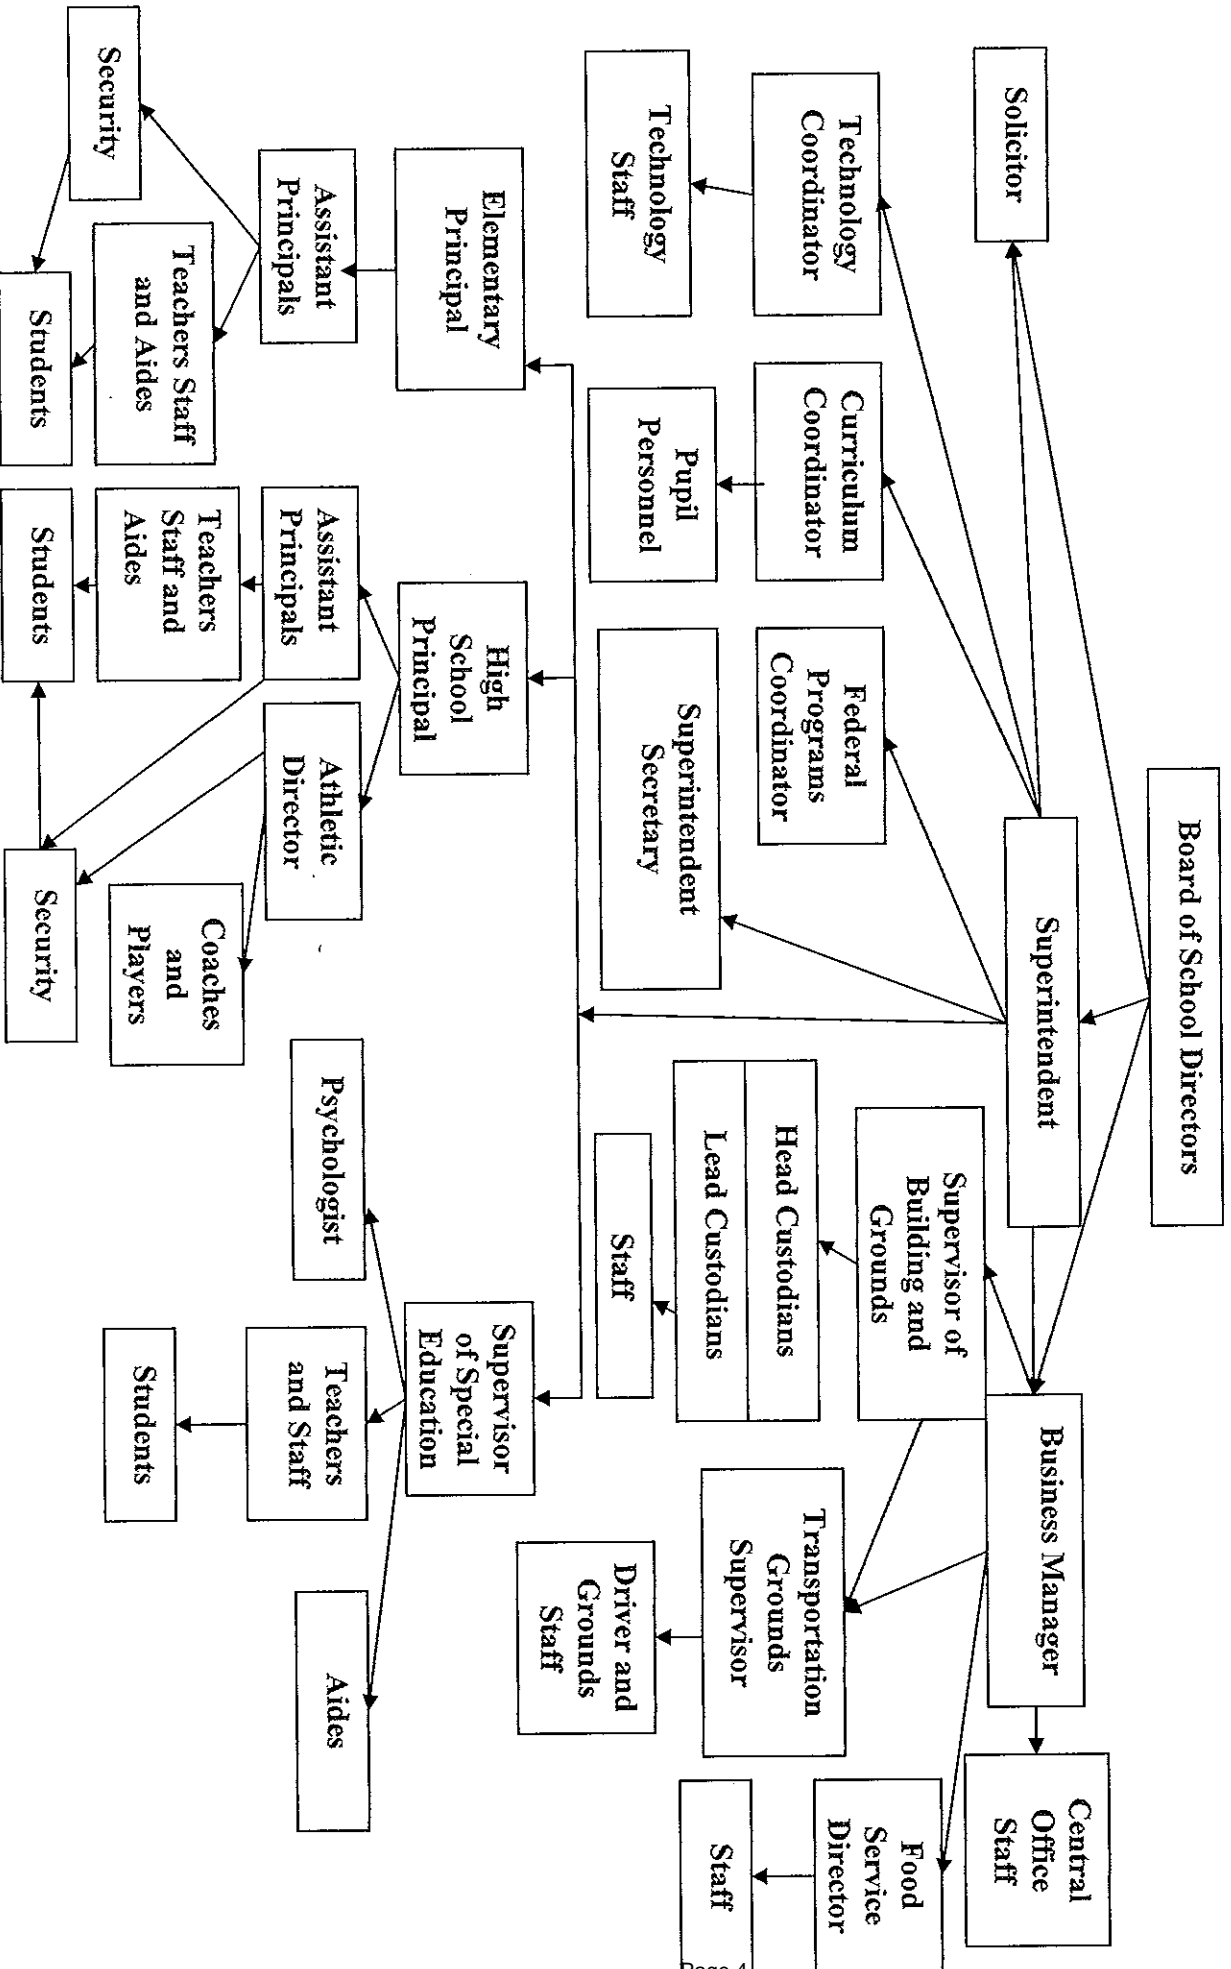 Board of School Directors
Solicitor
Superintendent
Business Manager
Central
Office
Staff
Technology
Coordinator
Curriculum
Coordinator
Federal
Programs
Coordinator
Supervisor of
Building and
Grounds
Transportation
Grounds
Supervisor
Food
Service
Director
Technology
Staff
Pupil
Personnel
Superintendent
Secretary
Head Custodians
Lead Custodians
Staff
Driver and
Grounds
Staff
Staff
Elementary
Principal
High
School
Principal
Supervisor
of Special
Education
Assistant
Principals
Assistant
Principals
Athletic
Director
Psychologist
Teachers
and Staff
Aides
Security
Teachers Staff
and Aides
Teachers
Staff and
Aides
Coaches
and
Players
Students
Students
Students
Security
Page 4